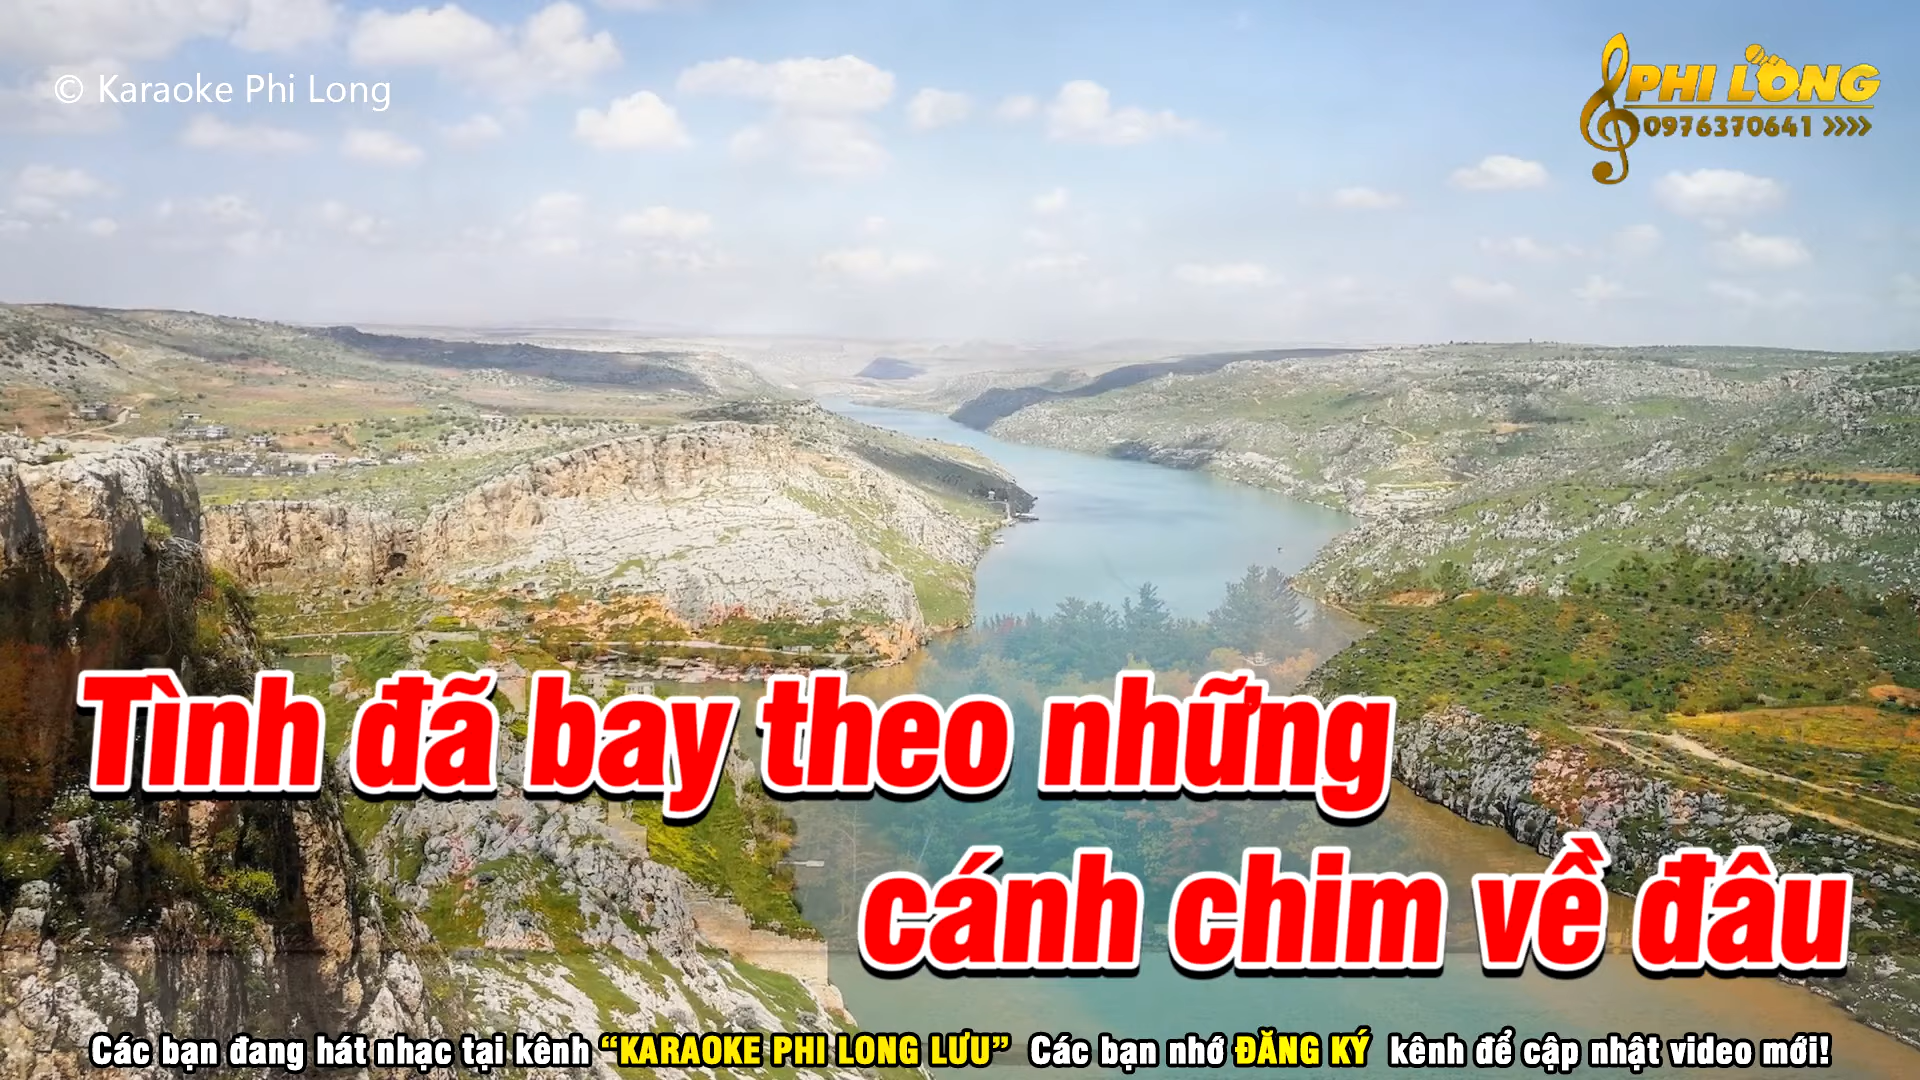 © Karaoke Phi Long
PHI LONG
0976370641 >>>>
Tình đã bay theo những
cánh chim về đâu
Các bạn đang hát nhạc tại kênh “KARAOKE PHI LONG LƯU” Các bạn nhớ ĐĂNG KÝ kênh để cập nhật video mới!